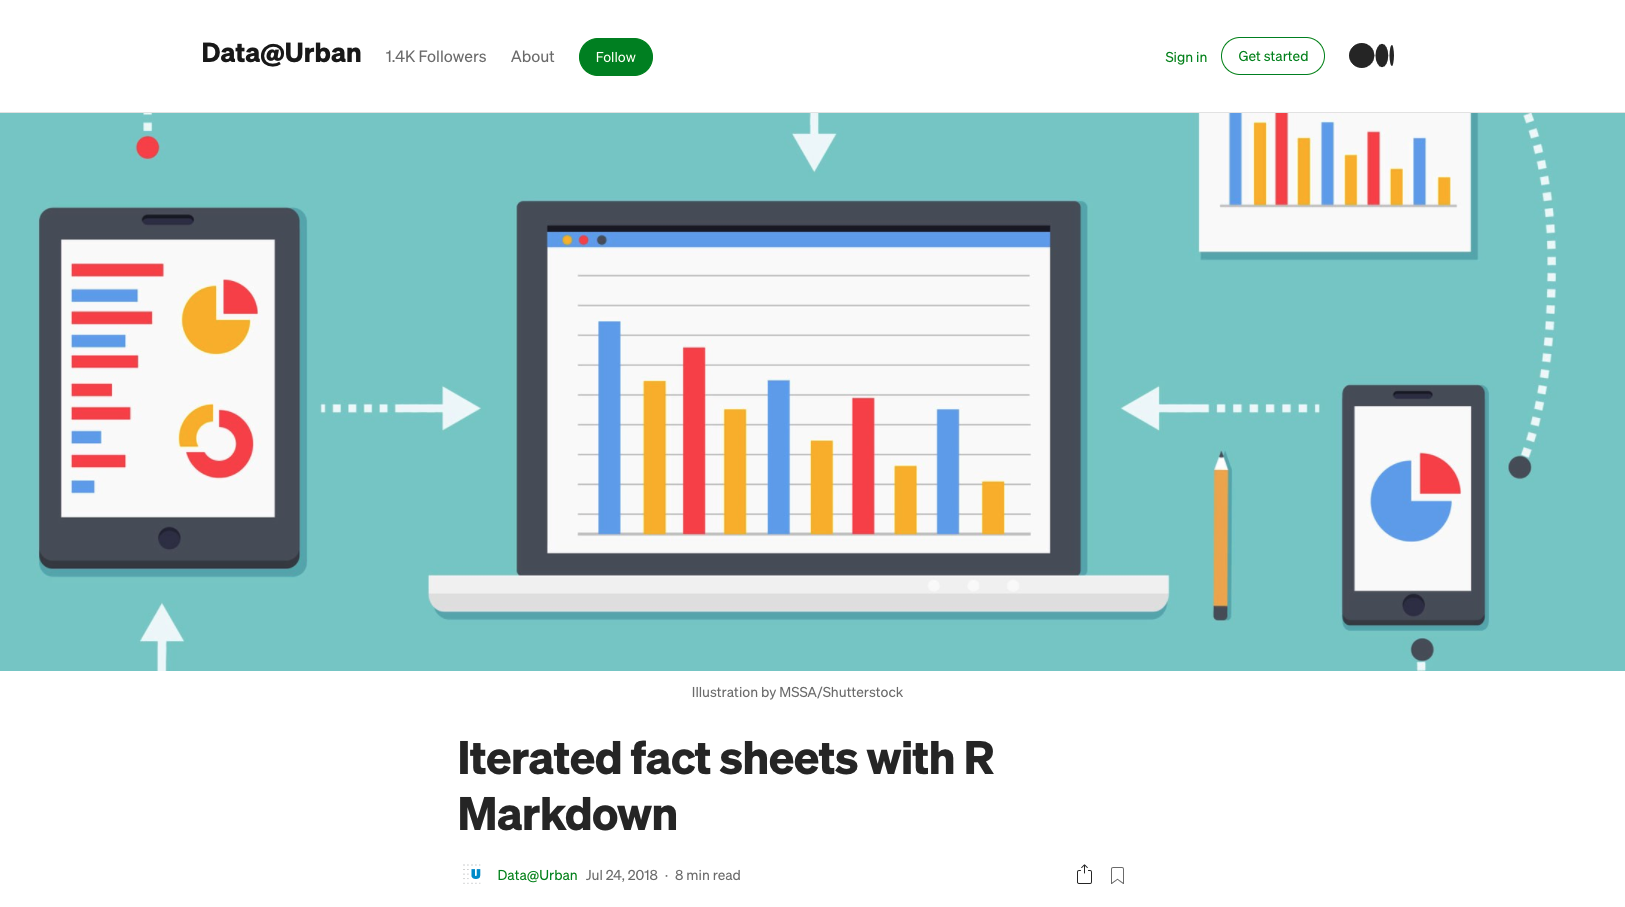 Data@Urban 1.4K Followers About Follow Sign in Get started
Illustration by MSSA/Shutterstock
Iterated fact sheets with R
Markdown
U Data@Urban Jul 24, 2018 · 8 min read